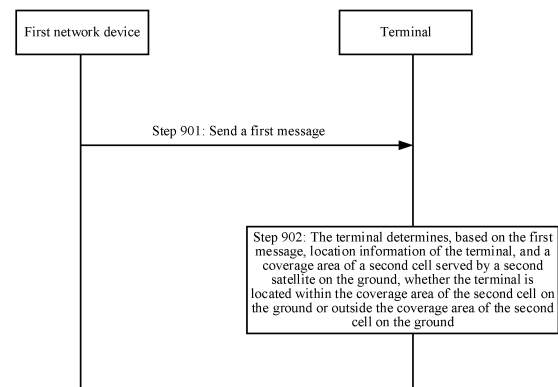 First network device
Terminal
Step 901: Send a first message
Step 902: The terminal determines, based on the first
message, location information of the terminal, and a
coverage area of a second cell served by a second
satellite on the ground, whether the terminal is
located within the coverage area of the second cell on
the ground or outside the coverage area of the second
cell on the ground